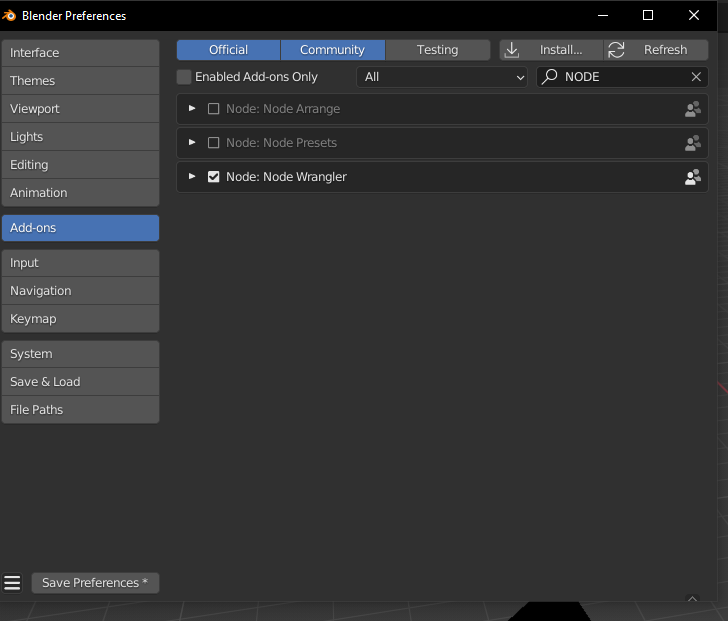 Blender Preferences
Interface
Themes
Viewport
Lights
Editing
Animation
Add-ons
Input
Navigation
Keymap
System
Save & Load
File Paths
Save Preferences *
Official Community Testing Install... Refresh
Enabled Add-ons Only All NODE
Node: Node Arrange
Node: Node Presets
Node: Node Wrangler